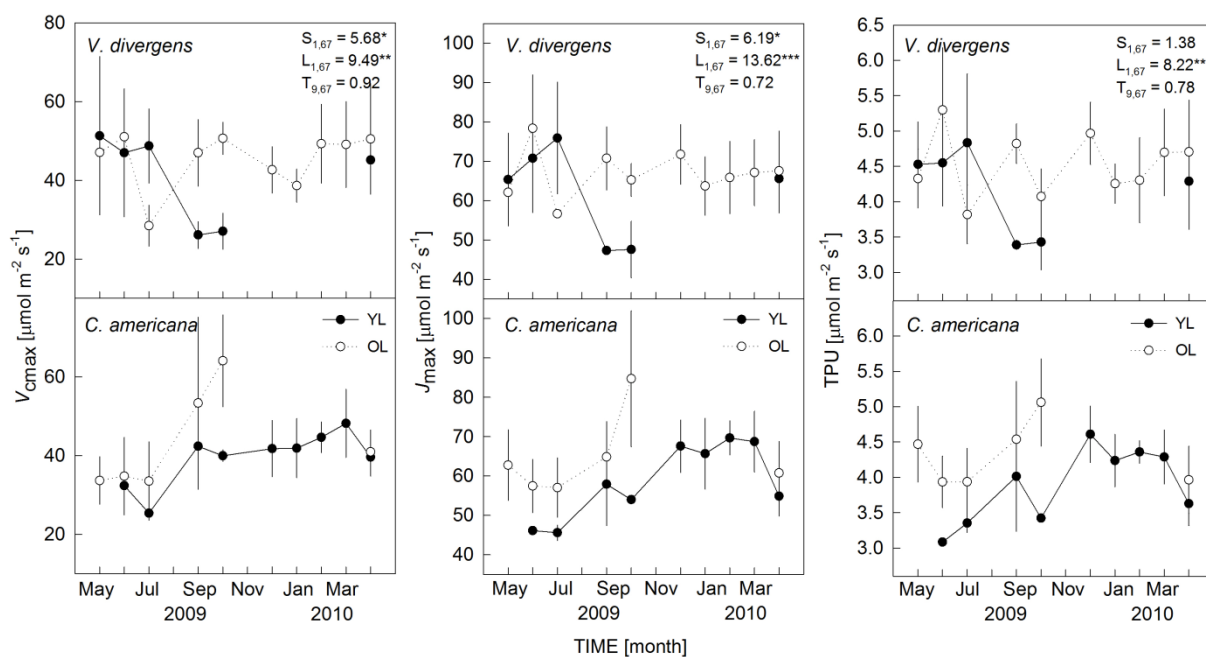 V. divergens
S1,67 = 5.68*
L1,67 = 9.49**
T9,67 = 0.92
80
60
40
20
Vcmax [µmol m-2 s-1]
C. americana
YL
OL
60
40
20
May Jul Sep Nov Jan Mar
2009 2010
V. divergens
S1,67 = 6.19*
L1,67 = 13.62***
T9,67 = 0.72
100
90
80
70
60
50
40
Jmax [µmol m-2 s-1]
C. americana
YL
OL
100
90
80
70
60
50
40
May Jul Sep Nov Jan Mar
2009 2010
TIME [month]
V. divergens
S1,67 = 1.38
L1,67 = 8.22**
T9,67 = 0.78
6.5
6.0
5.5
5.0
4.5
4.0
3.5
3.0
TPU [µmol m-2 s-1]
C. americana
YL
OL
6.0
5.5
5.0
4.5
4.0
3.5
3.0
May Jul Sep Nov Jan Mar
2009 2010